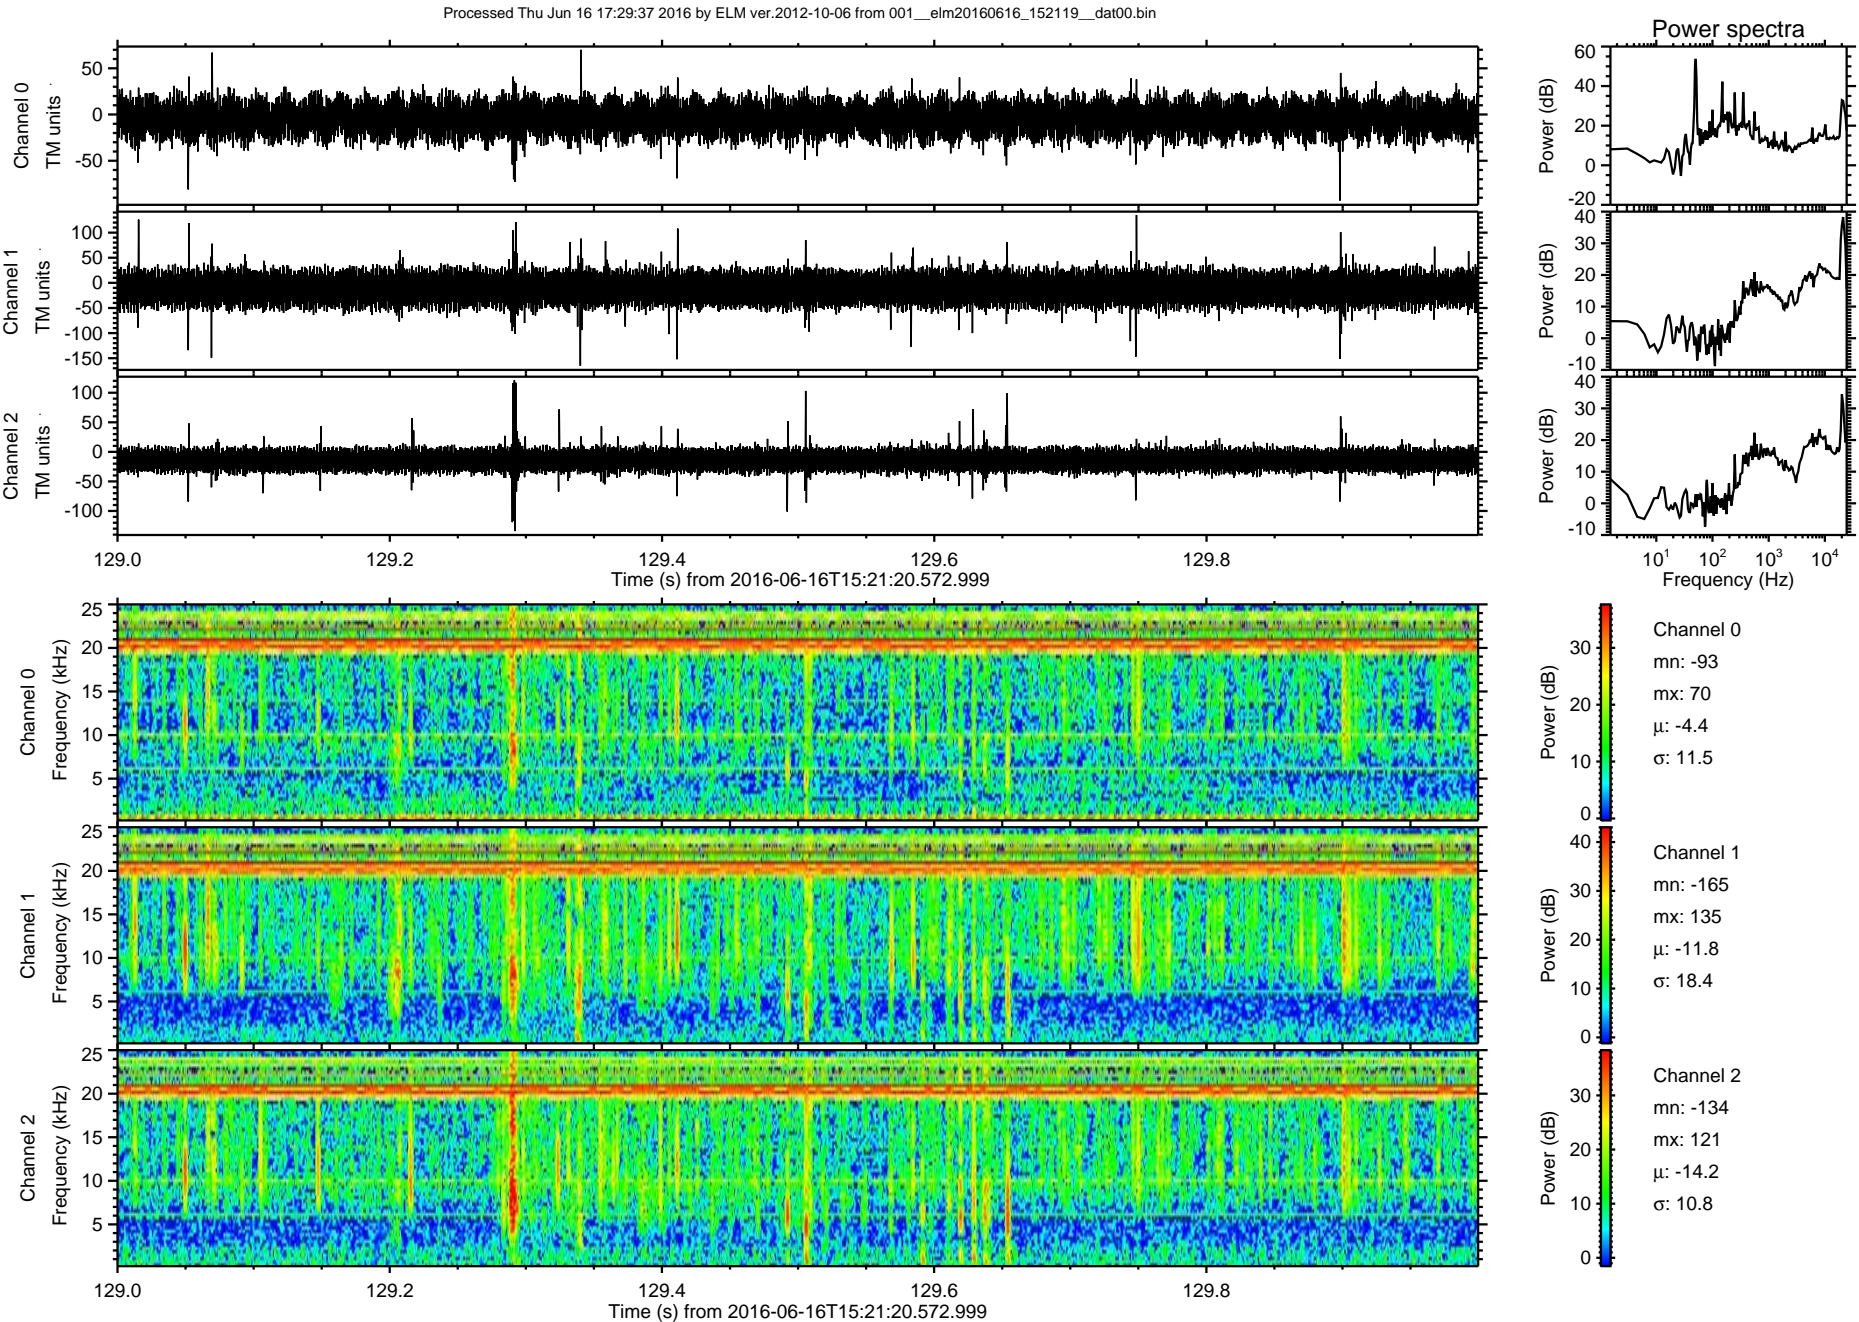 Processed Thu Jun 16 17:29:37 2016 by ELM ver.2012-10-06 from 001__elm20160616_152119__dat00.bin
Power spectra
Channel 0
TM units
50
0
-50
Power (dB)
60
40
20
0
-20
Channel 1
TM units
100
50
0
-50
-100
-150
Power (dB)
40
30
20
10
0
-10
Channel 2
TM units
100
50
0
-50
-100
Power (dB)
40
30
20
10
0
-10
129.0 129.2 129.4 129.6 129.8
Time (s) from 2016-06-16T15:21:20.572.999
10¹ 10² 10³ 10⁴
Frequency (Hz)
Channel 0
Frequency (kHz)
25
20
15
10
5
Power (dB)
30
20
10
0
Channel 0
mn: -93
mx: 70
μ: -4.4
σ: 11.5
Channel 1
Frequency (kHz)
25
20
15
10
5
Power (dB)
40
30
20
10
0
Channel 1
mn: -165
mx: 135
μ: -11.8
σ: 18.4
Channel 2
Frequency (kHz)
25
20
15
10
5
Power (dB)
30
20
10
0
Channel 2
mn: -134
mx: 121
μ: -14.2
σ: 10.8
129.0 129.2 129.4 129.6 129.8
Time (s) from 2016-06-16T15:21:20.572.999